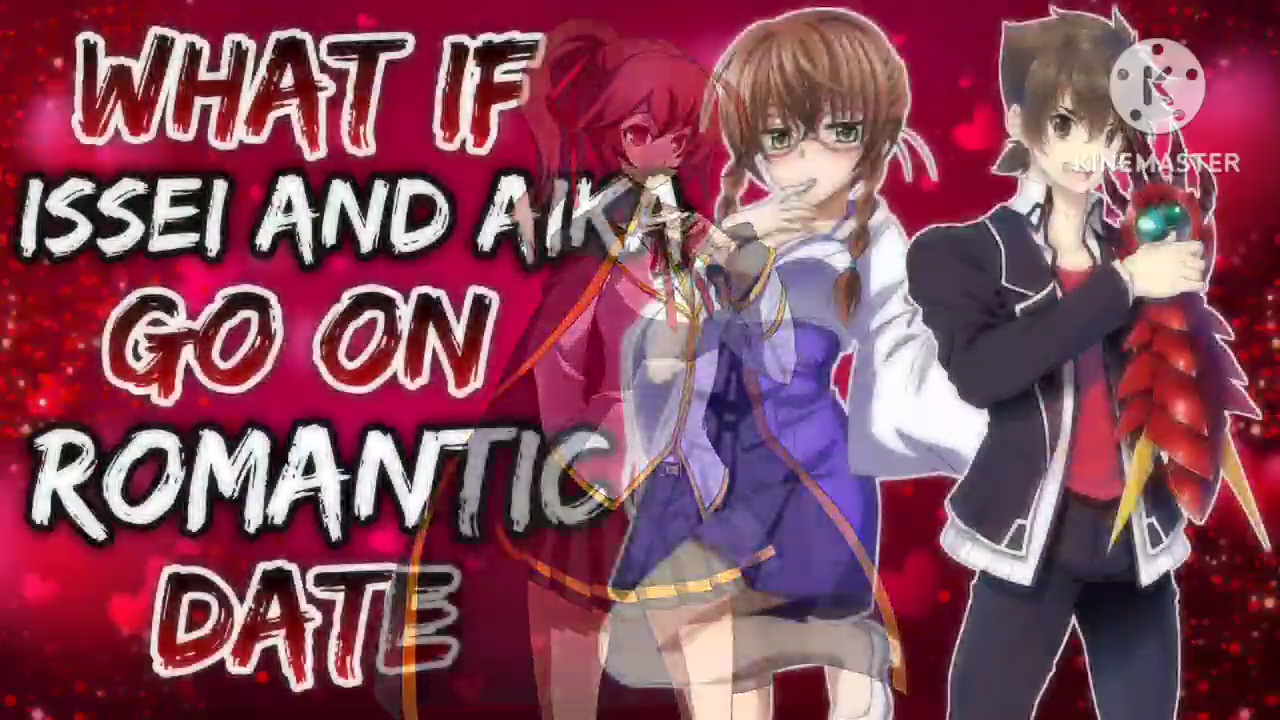 WHAT IF
ISSEI AND AIKA
GO ON
ROMANTIC
DATE
K
KINEMASTER